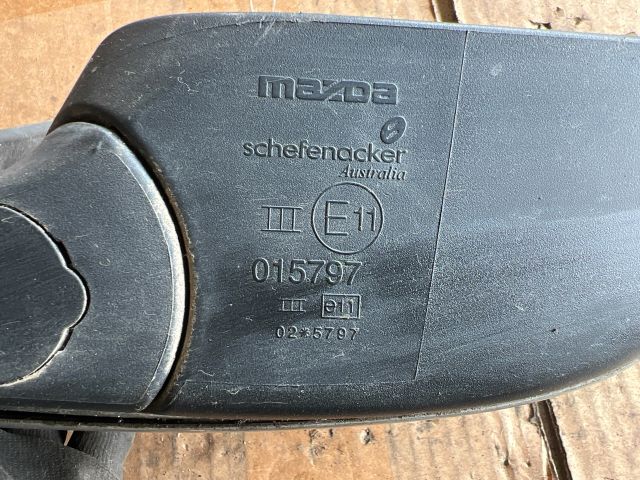 mazda
schefenacker
Australia
III E11
015797
III e11
02*5797